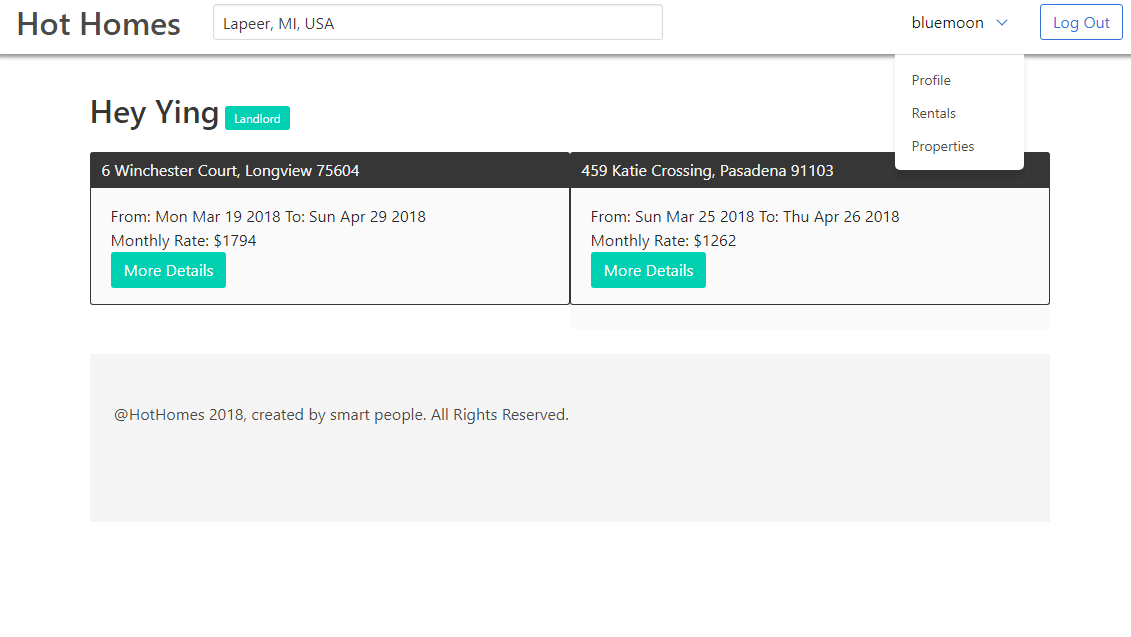 Hot Homes
Lapeer, MI, USA
bluemoon
Log Out
Profile
Rentals
Properties
Hey Ying Landlord
6 Winchester Court, Longview 75604
From: Mon Mar 19 2018 To: Sun Apr 29 2018
Monthly Rate: $1794
More Details
459 Katie Crossing, Pasadena 91103
From: Sun Mar 25 2018 To: Thu Apr 26 2018
Monthly Rate: $1262
More Details
@HotHomes 2018, created by smart people. All Rights Reserved.